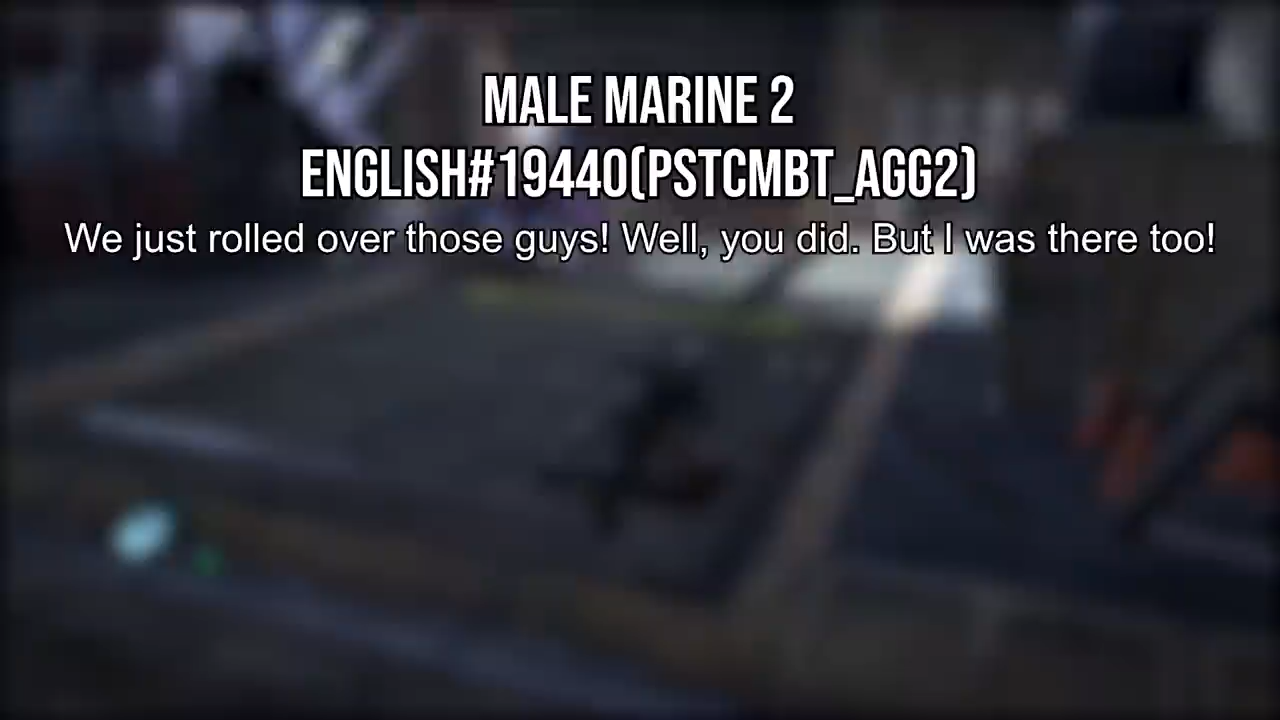 MALE MARINE 2
ENGLISH#19440(PSTCMBT_AGG2)
We just rolled over those guys! Well, you did. But I was there too!